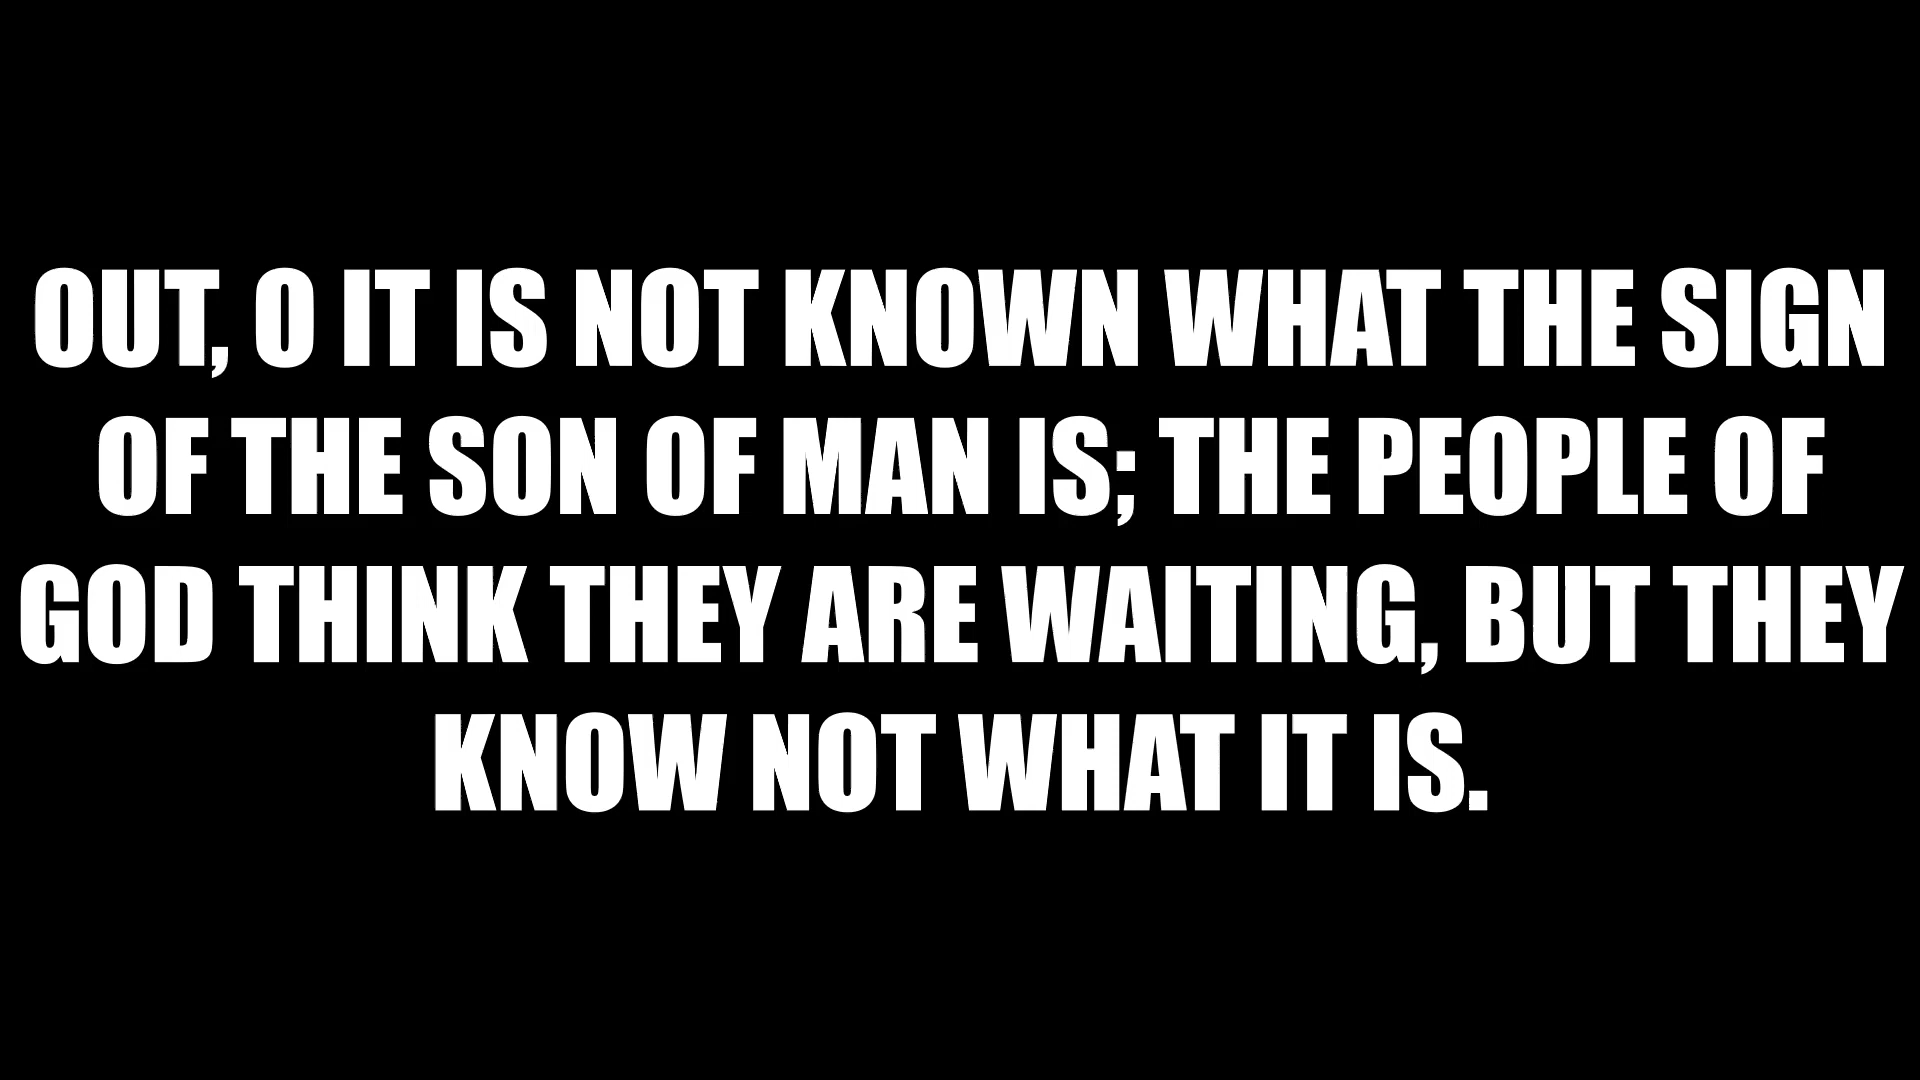 OUT, O IT IS NOT KNOWN WHAT THE SIGN
OF THE SON OF MAN IS; THE PEOPLE OF
GOD THINK THEY ARE WAITING, BUT THEY
KNOW NOT WHAT IT IS.